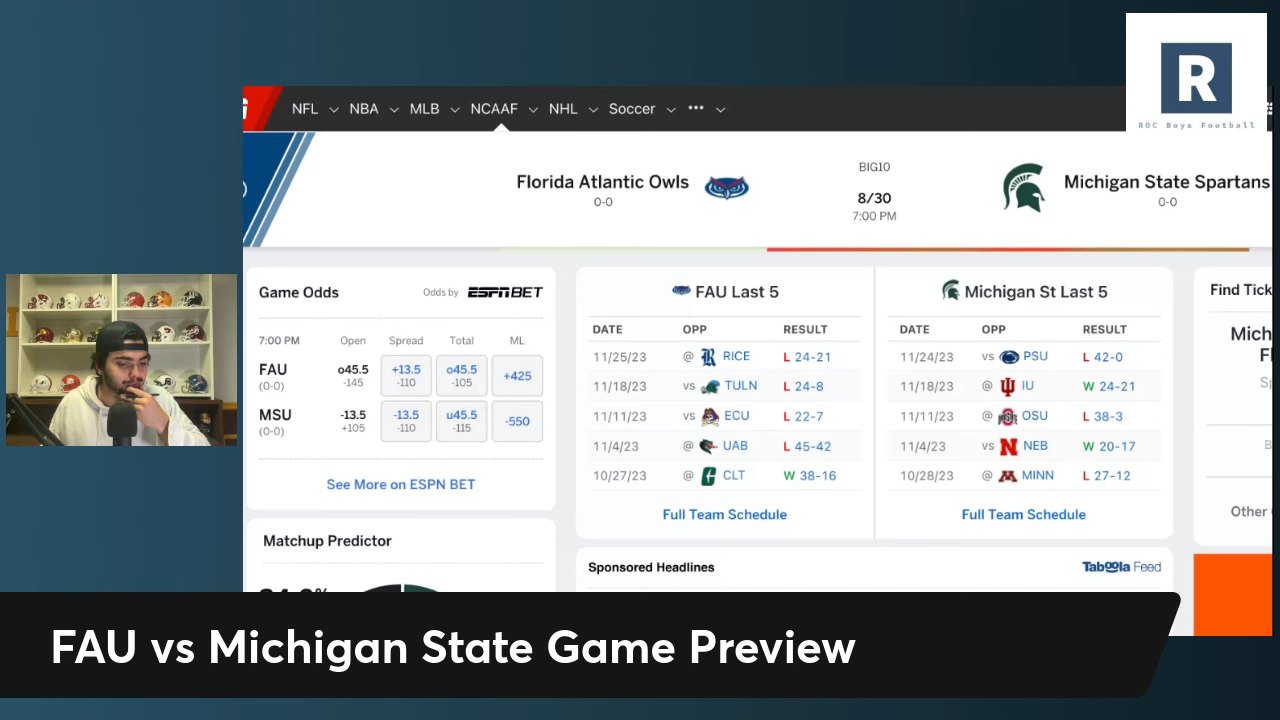 R
ROC Boys Football
NFL NBA MLB NCAAF NHL Soccer •••
Florida Atlantic Owls
0-0
BIG10
8/30
7:00 PM
Michigan State Spartans
0-0
Game Odds
Odds by ESPN BET
7:00 PM Open Spread Total ML
FAU (0-0) o45.5 -145 +13.5 -110 o45.5 -105 +425
MSU (0-0) -13.5 +105 -13.5 -110 u45.5 -115 -550
See More on ESPN BET
Matchup Predictor
FAU Last 5
DATE OPP RESULT
11/25/23 @ RICE L 24-21
11/18/23 vs TULN L 24-8
11/11/23 vs ECU L 22-7
11/4/23 @ UAB L 45-42
10/27/23 @ CLT W 38-16
Full Team Schedule
Michigan St Last 5
DATE OPP RESULT
11/24/23 vs PSU L 42-0
11/18/23 @ IU W 24-21
11/11/23 @ OSU L 38-3
11/4/23 vs NEB W 20-17
10/28/23 @ MINN L 27-12
Full Team Schedule
Sponsored Headlines
Taboola Feed
Find Tick
Mich
Fl
Other
FAU vs Michigan State Game Preview